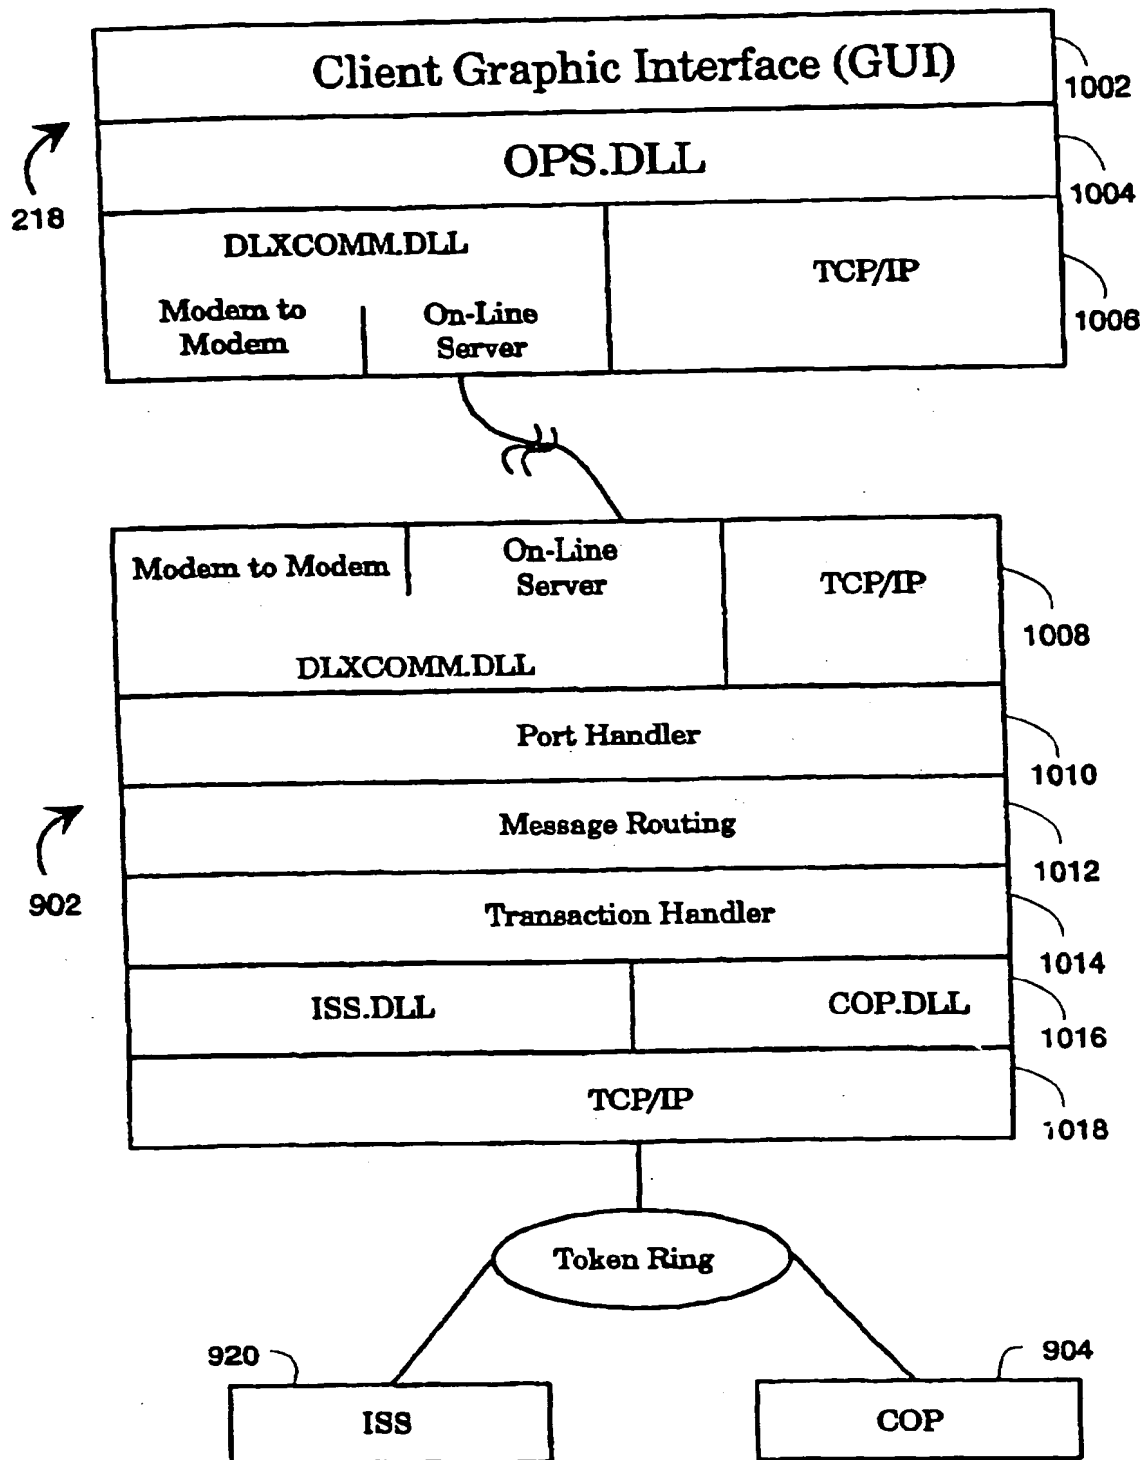 Client Graphic Interface (GUI)
1002
OPS.DLL
1004
218
DLXCOMM.DLL
TCP/IP
Modem to
Modem
On-Line
Server
1006
Modem to Modem
On-Line
Server
TCP/IP
1008
DLXCOMM.DLL
Port Handler
1010
Message Routing
1012
902
Transaction Handler
1014
ISS.DLL
COP.DLL
1016
TCP/IP
1018
Token Ring
920
904
ISS
COP